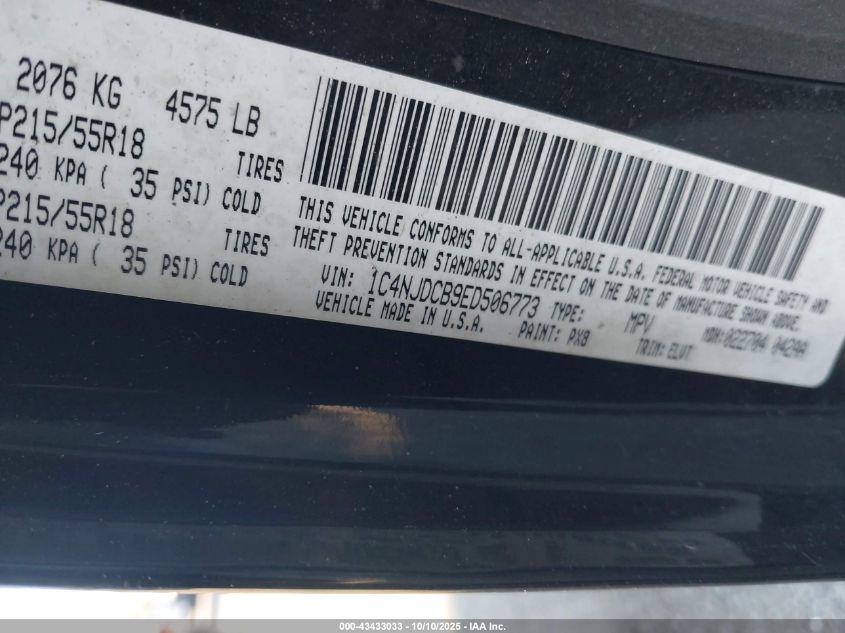 2076 KG 4575 LB
P215/55R18 TIRES
240 KPA ( 35 PSI) COLD
P215/55R18 TIRES
240 KPA ( 35 PSI) COLD
THIS VEHICLE CONFORMS TO ALL-APPLICABLE U.S.A. FEDERAL MOTOR VEHICLE SAFETY AND
THEFT PREVENTION STANDARDS IN EFFECT ON THE DATE OF MANUFACTURE SHOWN ABOVE.
VIN: 1C4NJDCB9ED506773 TYPE: MPV MDH:022704 042AA
VEHICLE MADE IN U.S.A. PAINT: PX8 TRIM: ELVT
000-43433033 - 10/10/2025 - IAA Inc.